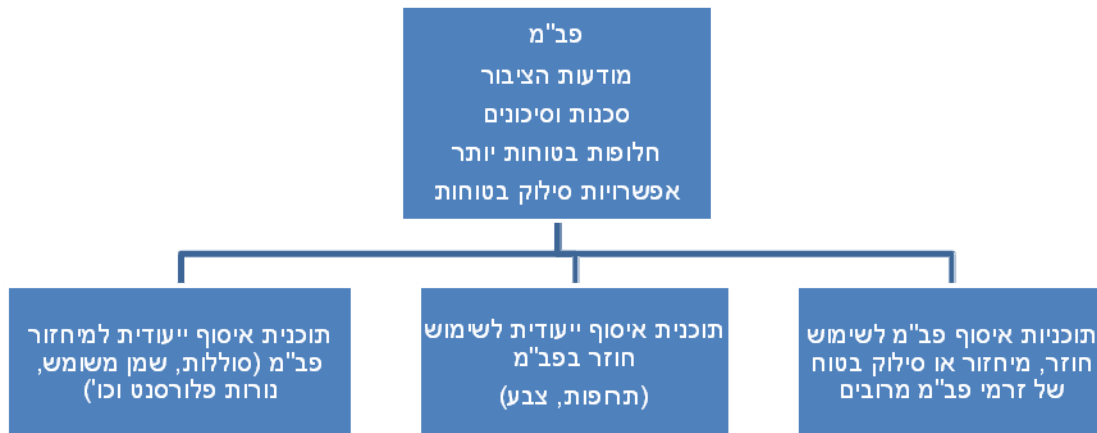 פב"מ
מודעות הציבור
סכנות וסיכונים
חלופות בטוחות יותר
אפשרויות סילוק בטוחות
תוכניות איסוף פב"מ לשימוש
חוזר, מיחזור או סילוק בטוח
של זרמי פב"מ מרובים
תוכנית איסוף ייעודית לשימוש
חוזר בפב"מ
(תרופות, צבע)
תוכנית איסוף ייעודית למיחזור
פב"מ (סוללות, שמן משומש,
נורות פלורסנט וכו')